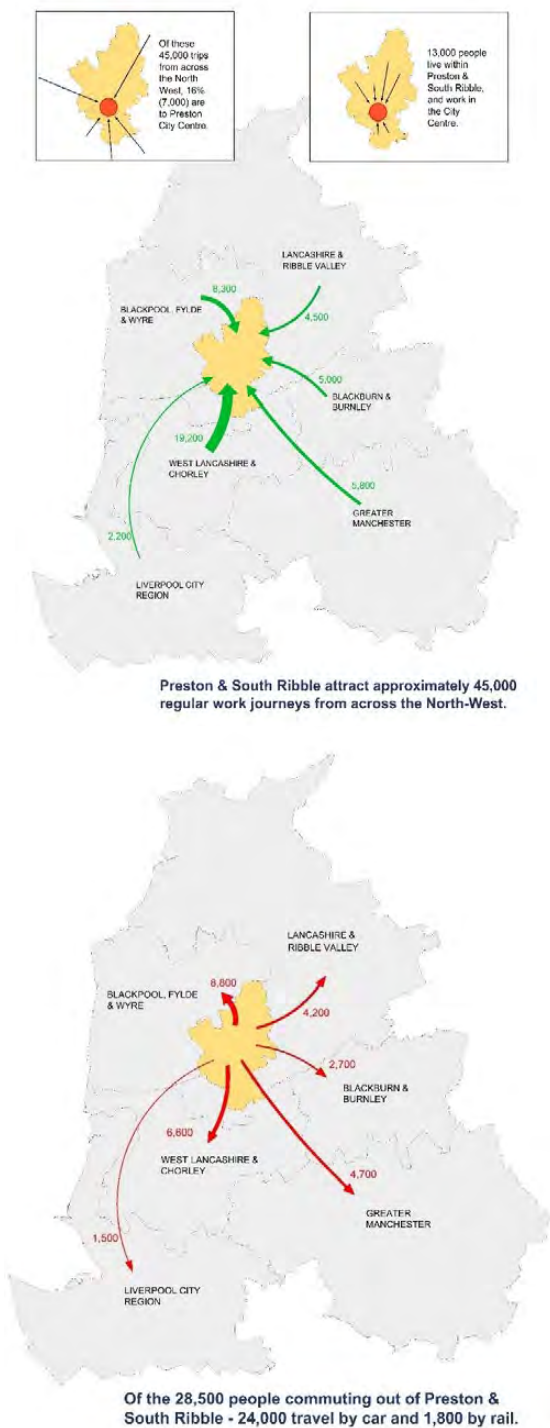 Of these
45,000 trips
from across
the North
West, 16%
(7,000) are
to Preston
City Centre.
13,000 people
live within
Preston &
South Ribble,
and work in
the City
Centre.
LANCASHIRE &
RIBBLE VALLEY
8,300
BLACKPOOL, FYLDE
& WYRE
4,500
5,000
BLACKBURN &
BURNLEY
19,200
WEST LANCASHIRE &
CHORLEY
5,800
GREATER
MANCHESTER
2,200
LIVERPOOL CITY
REGION
Preston & South Ribble attract approximately 45,000
regular work journeys from across the North-West.
LANCASHIRE &
RIBBLE VALLEY
8,800
BLACKPOOL, FYLDE
& WYRE
4,200
2,700
BLACKBURN &
BURNLEY
6,600
WEST LANCASHIRE &
CHORLEY
4,700
GREATER
MANCHESTER
1,500
LIVERPOOL CITY
REGION
Of the 28,500 people commuting out of Preston &
South Ribble - 24,000 travel by car and 1,800 by rail.